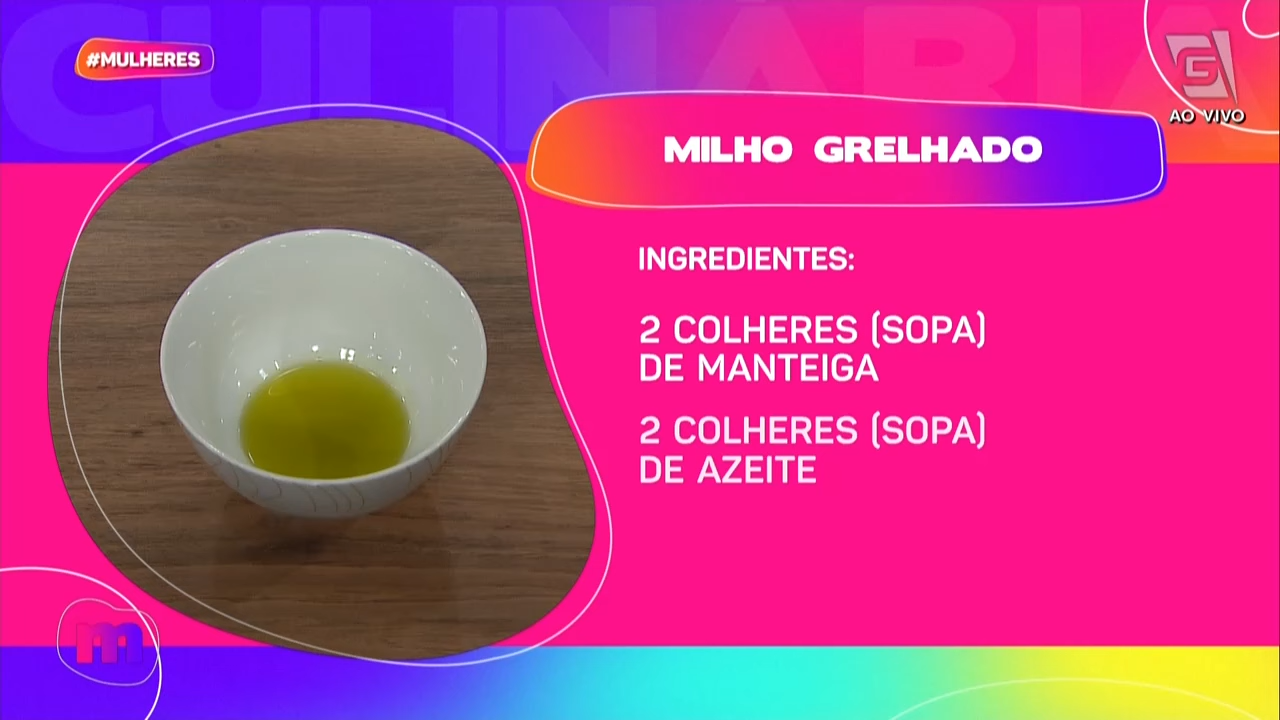 CULINÁRIA
#MULHERES
G
AO VIVO
MILHO GRELHADO
INGREDIENTES:
2 COLHERES (SOPA)
DE MANTEIGA
2 COLHERES (SOPA)
DE AZEITE
m